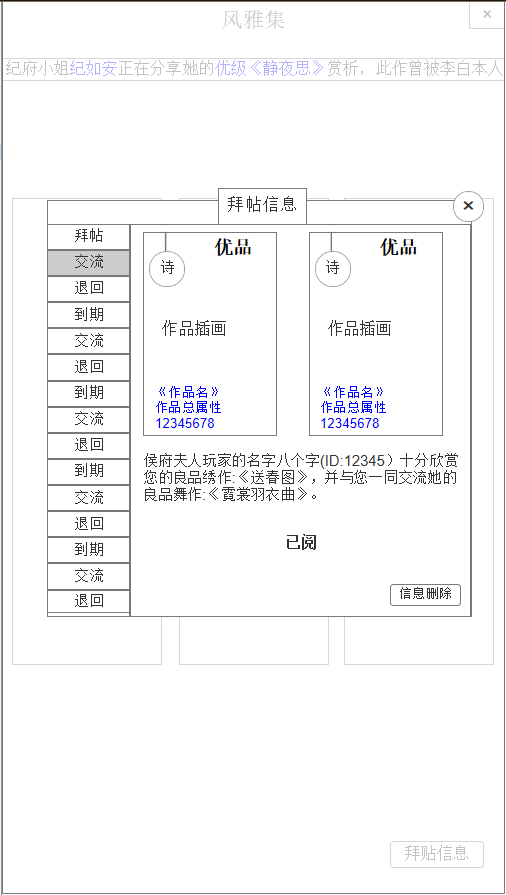 风雅集
×
纪府小姐纪如安正在分享她的优级《静夜思》赏析，此作曾被李白本人
拜帖信息
×
拜帖
交流
退回
到期
交流
退回
到期
交流
退回
到期
交流
退回
到期
交流
退回
优品
诗
作品插画
《作品名》
作品总属性
12345678
优品
诗
作品插画
《作品名》
作品总属性
12345678
侯府夫人玩家的名字八个字(ID:12345）十分欣赏
您的良品绣作:《送春图》，并与您一同交流她的
良品舞作:《霓裳羽衣曲》。
已阅
信息删除
拜贴信息